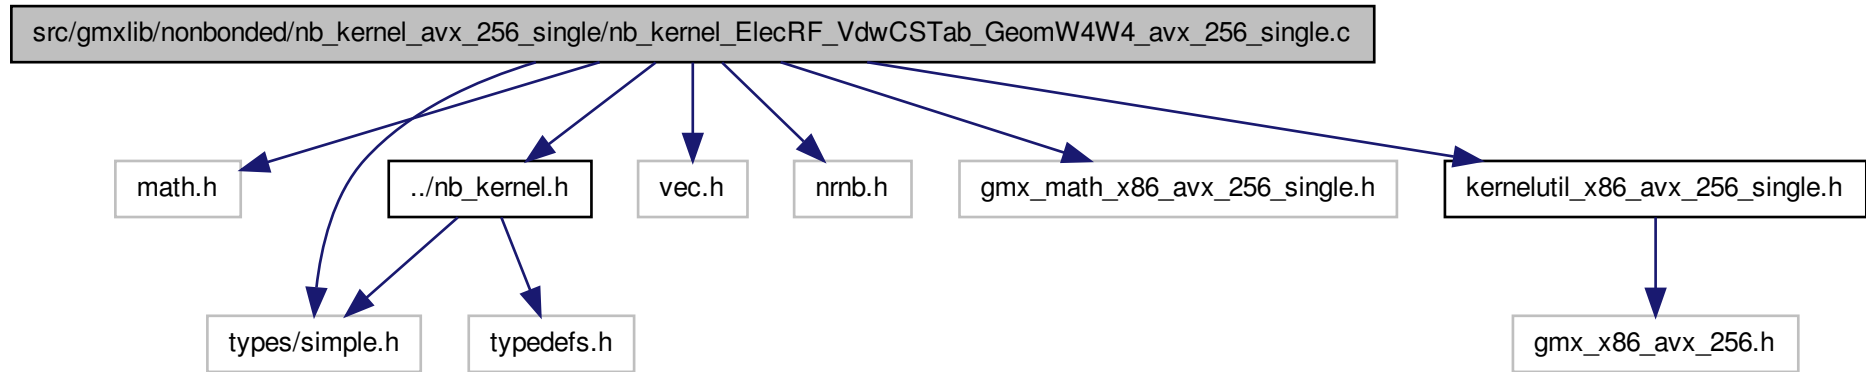 src/gmxlib/nonbonded/nb_kernel_avx_256_single/nb_kernel_ElecRF_VdwCSTab_GeomW4W4_avx_256_single.c
math.h
../nb_kernel.h
vec.h
nrnb.h
gmx_math_x86_avx_256_single.h
kernelutil_x86_avx_256_single.h
types/simple.h
typedefs.h
gmx_x86_avx_256.h